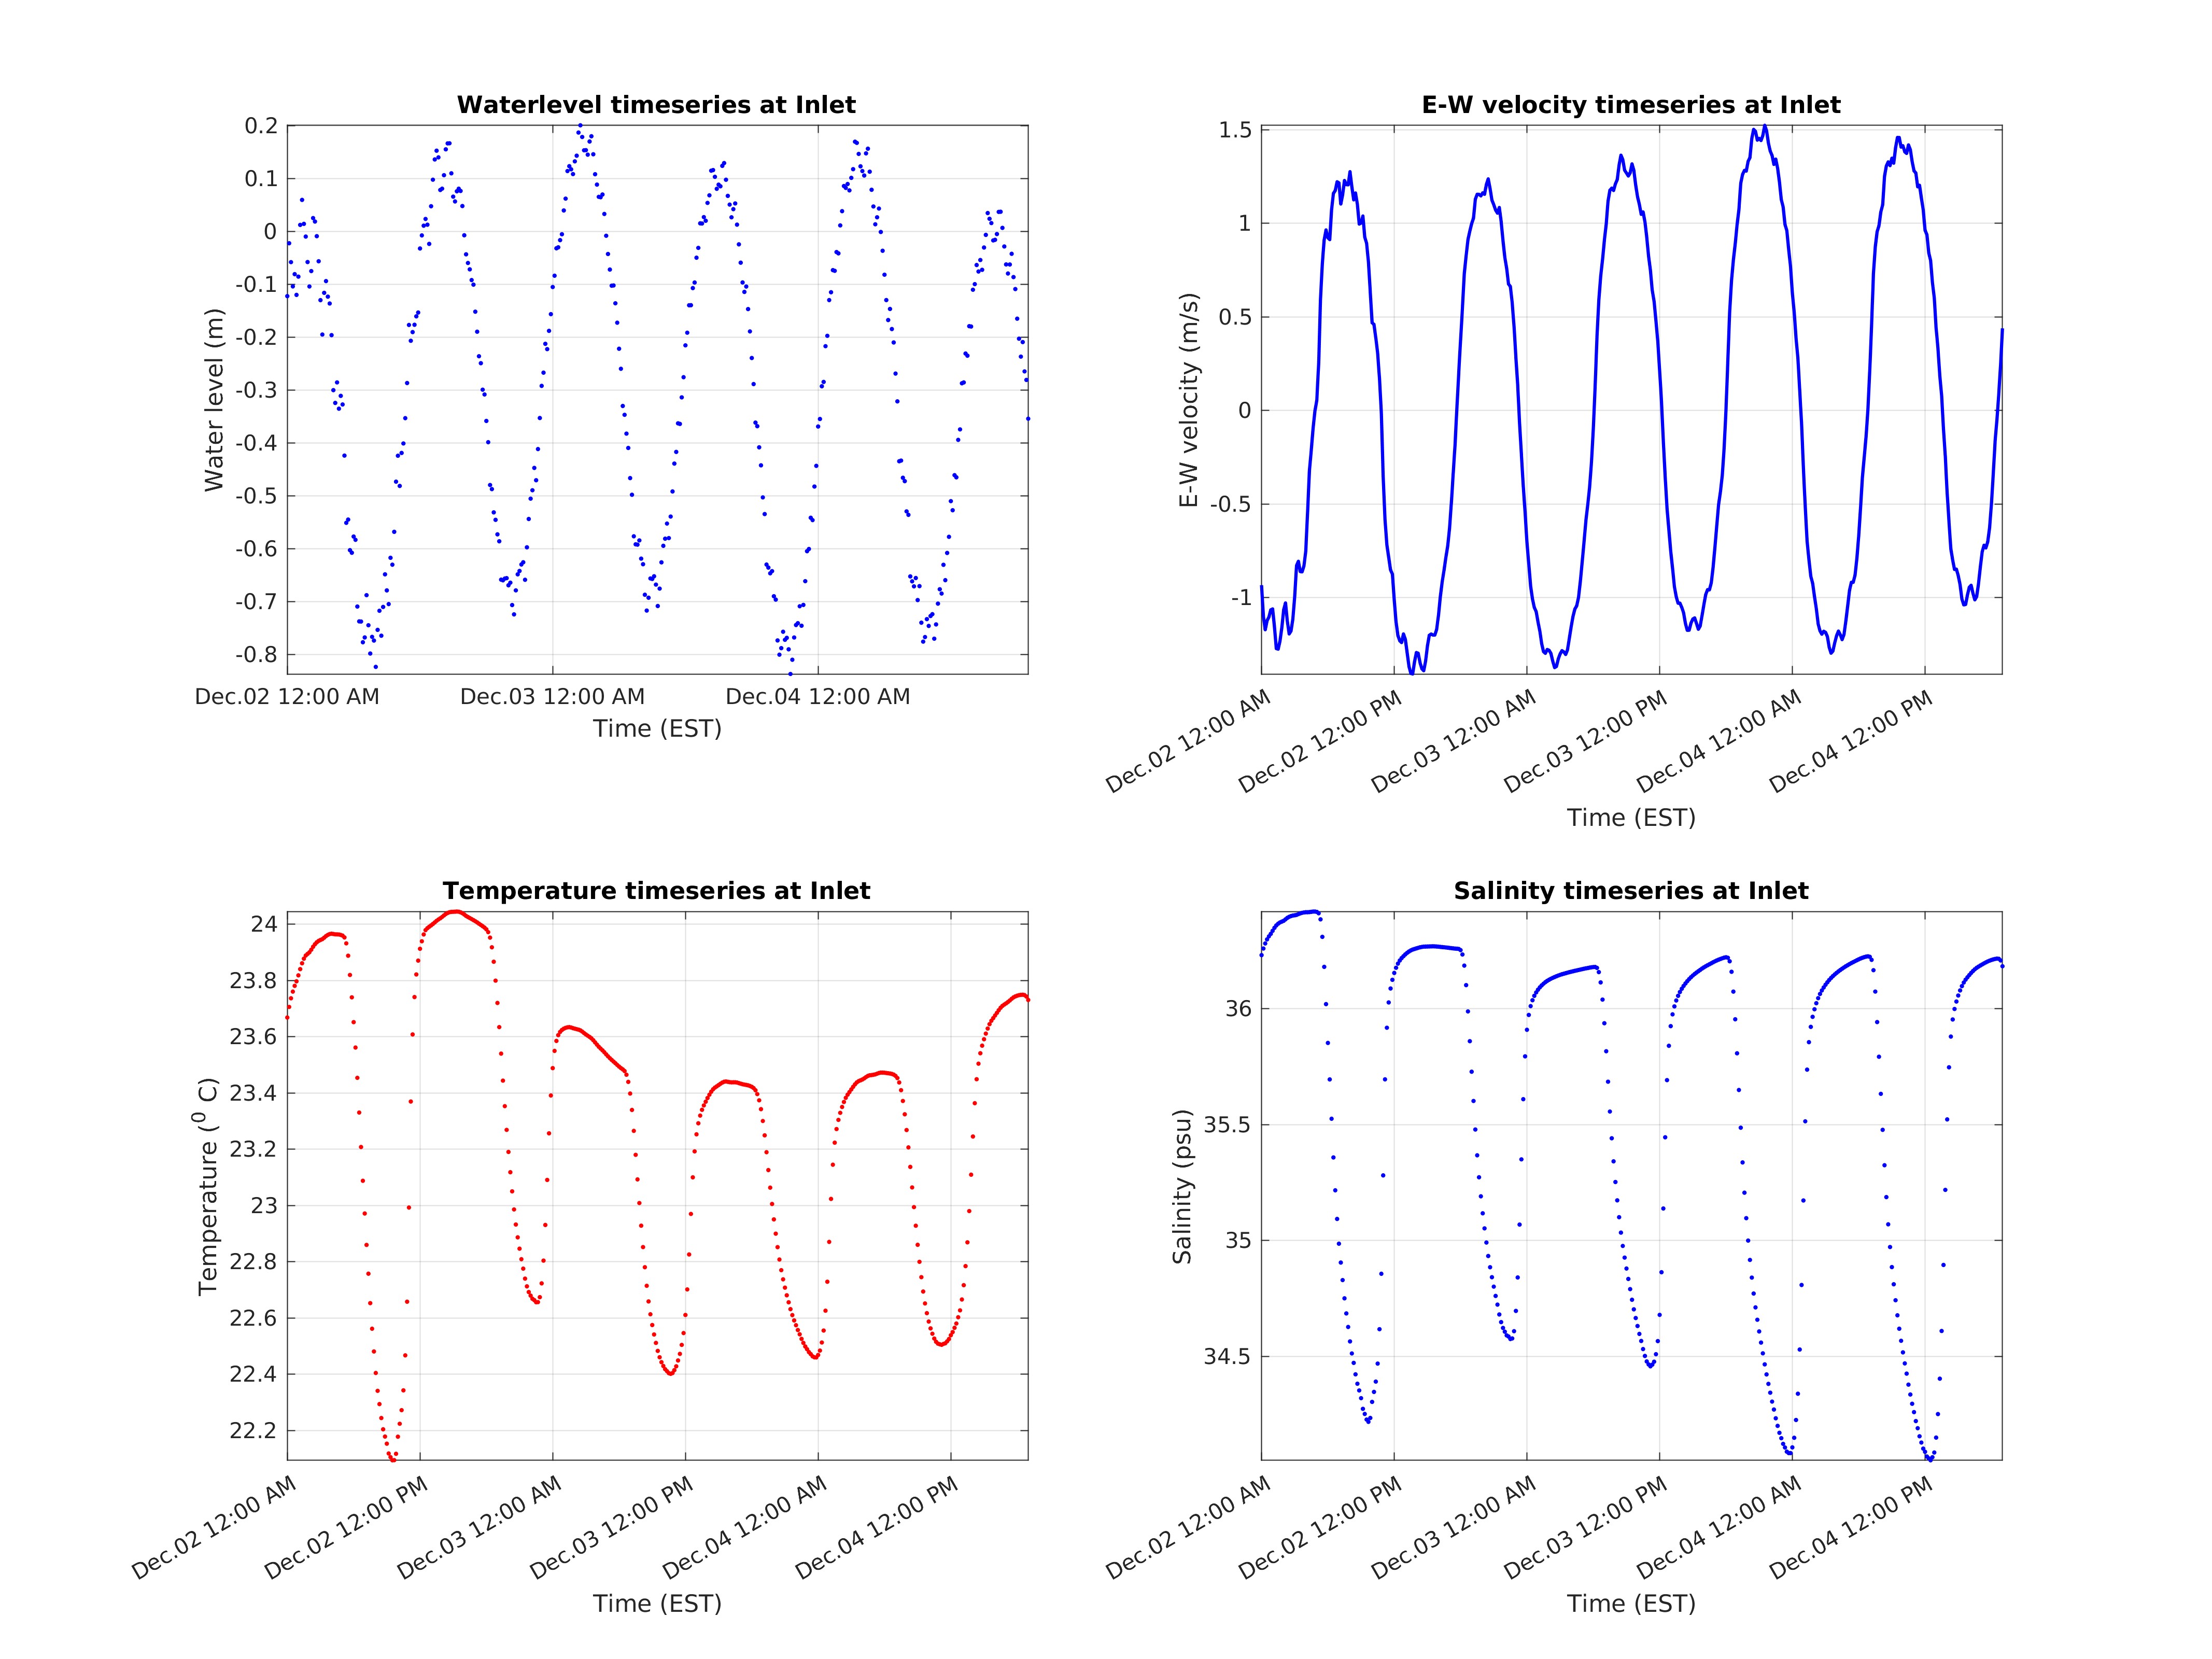 Waterlevel timeseries at Inlet
0.2
0.1
0
-0.1
-0.2
-0.3
-0.4
-0.5
-0.6
-0.7
-0.8
Water level (m)
Dec.02 12:00 AM
Dec.03 12:00 AM
Dec.04 12:00 AM
Time (EST)
E-W velocity timeseries at Inlet
1.5
1
0.5
0
-0.5
-1
E-W velocity (m/s)
Dec.02 12:00 AM
Dec.02 12:00 PM
Dec.03 12:00 AM
Dec.03 12:00 PM
Dec.04 12:00 AM
Dec.04 12:00 PM
Time (EST)
Temperature timeseries at Inlet
24
23.8
23.6
23.4
23.2
23
22.8
22.6
22.4
22.2
Temperature (⁰ C)
Dec.02 12:00 AM
Dec.02 12:00 PM
Dec.03 12:00 AM
Dec.03 12:00 PM
Dec.04 12:00 AM
Dec.04 12:00 PM
Time (EST)
Salinity timeseries at Inlet
36
35.5
35
34.5
Salinity (psu)
Dec.02 12:00 AM
Dec.02 12:00 PM
Dec.03 12:00 AM
Dec.03 12:00 PM
Dec.04 12:00 AM
Dec.04 12:00 PM
Time (EST)